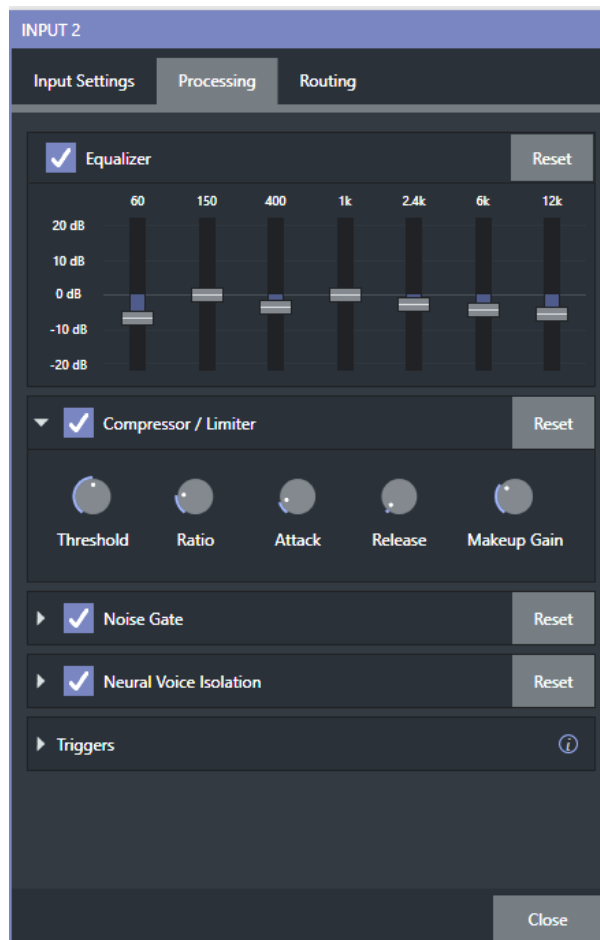 INPUT 2
Input Settings Processing Routing
Equalizer Reset
60 150 400 1k 2.4k 6k 12k
20 dB
10 dB
0 dB
-10 dB
-20 dB
Compressor / Limiter Reset
Threshold Ratio Attack Release Makeup Gain
Noise Gate Reset
Neural Voice Isolation Reset
Triggers i
Close